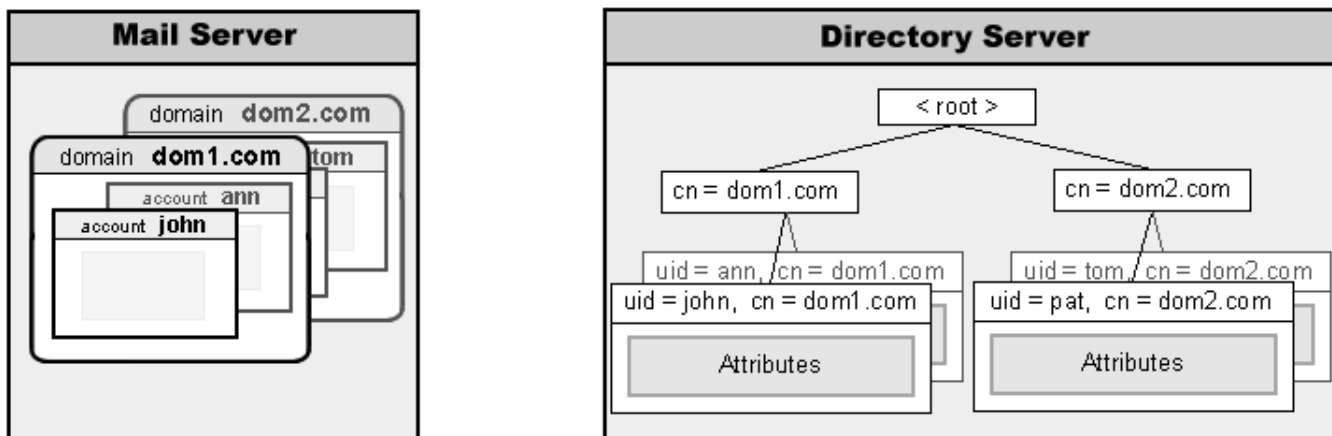 Mail Server
domain dom2.com
tom
domain dom1.com
account ann
account john
Directory Server
< root >
cn = dom1.com
cn = dom2.com
uid = ann, cn = dom1.com
uid = tom, cn = dom2.com
uid = john, cn = dom1.com
uid = pat, cn = dom2.com
Attributes
Attributes